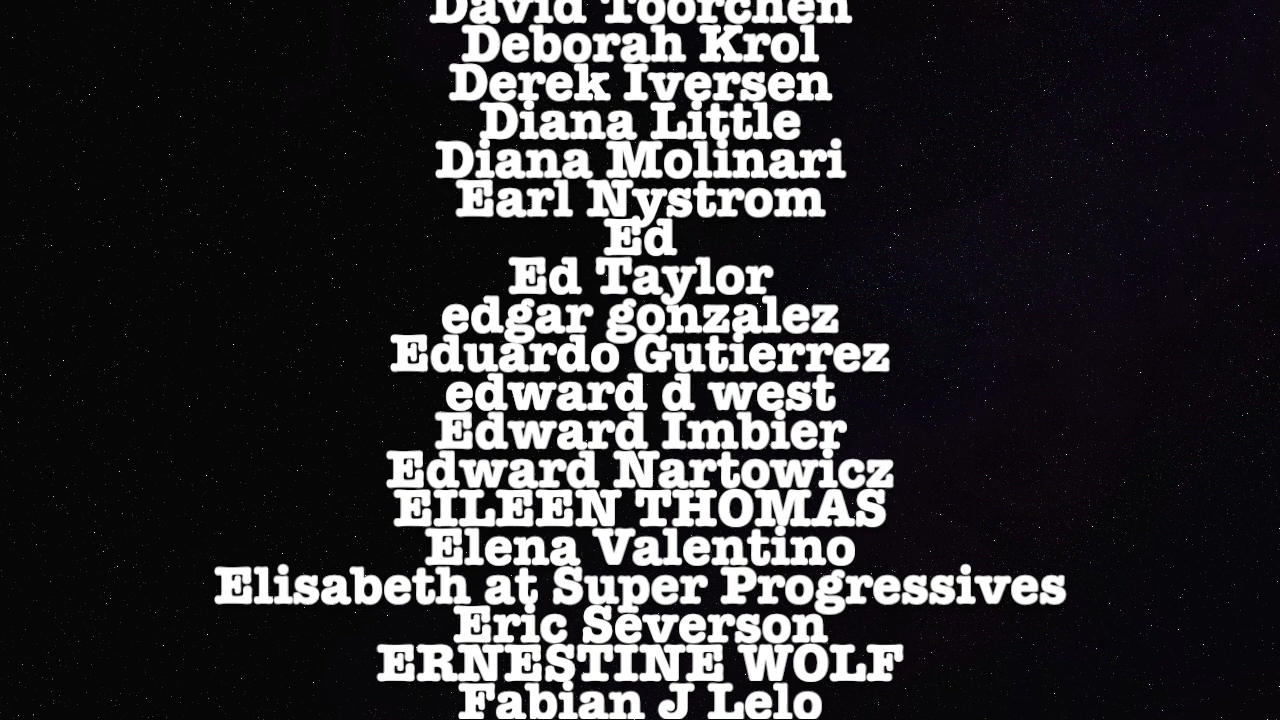 David Toorchen
Deborah Krol
Derek Iversen
Diana Little
Diana Molinari
Earl Nystrom
Ed
Ed Taylor
edgar gonzalez
Eduardo Gutierrez
edward d west
Edward Imbier
Edward Nartowicz
EILEEN THOMAS
Elena Valentino
Elisabeth at Super Progressives
Eric Severson
ERNESTINE WOLF
Fabian J Lelo